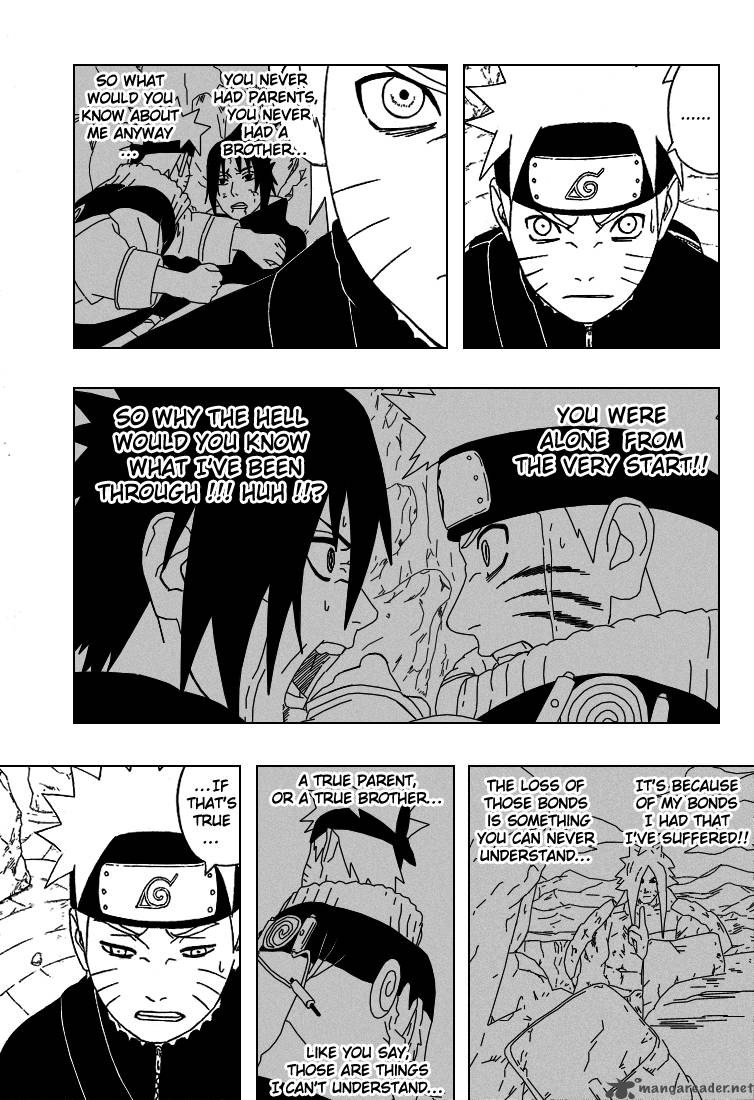 ......
YOU NEVER
HAD PARENTS,
YOU NEVER
HAD A
BROTHER...
SO WHAT
WOULD YOU
KNOW ABOUT
ME ANYWAY
...
YOU WERE
ALONE FROM
THE VERY START!!
SO WHY THE HELL
WOULD YOU KNOW
WHAT I'VE BEEN
THROUGH !!! HUH !!?
IT'S BECAUSE
OF MY BONDS
I HAD THAT
I'VE SUFFERED!!
THE LOSS OF
THOSE BONDS
IS SOMETHING
YOU CAN NEVER
UNDERSTAND...
A TRUE PARENT,
OR A TRUE BROTHER...
LIKE YOU SAY,
THOSE ARE THINGS
I CAN'T UNDERSTAND...
...IF
THAT'S
TRUE
...
mangareader.net